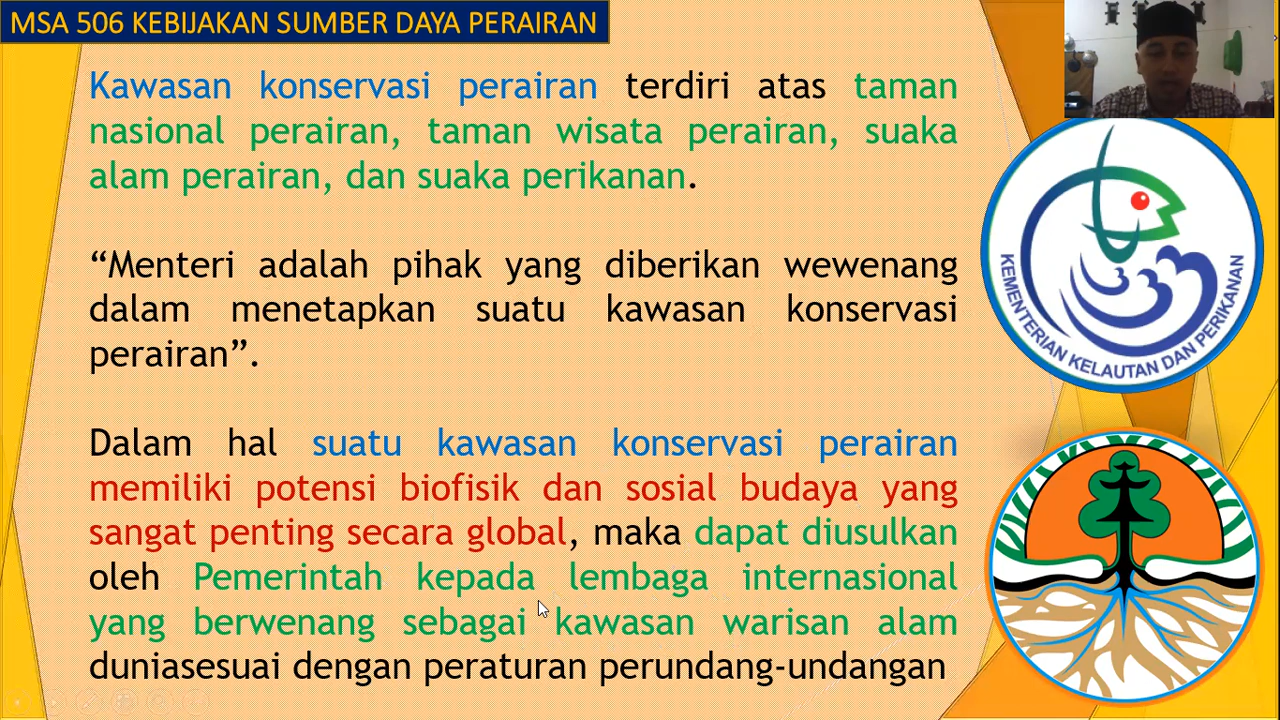 MSA 506 KEBIJAKAN SUMBER DAYA PERAIRAN
Kawasan konservasi perairan terdiri atas taman
nasional perairan, taman wisata perairan, suaka
alam perairan, dan suaka perikanan.
“Menteri adalah pihak yang diberikan wewenang
dalam menetapkan suatu kawasan konservasi
perairan”.
Dalam hal suatu kawasan konservasi perairan
memiliki potensi biofisik dan sosial budaya yang
sangat penting secara global, maka dapat diusulkan
oleh Pemerintah kepada lembaga internasional
yang berwenang sebagai kawasan warisan alam
duniasesuai dengan peraturan perundang-undangan
KEMENTERIAN KELAUTAN DAN PERIKANAN